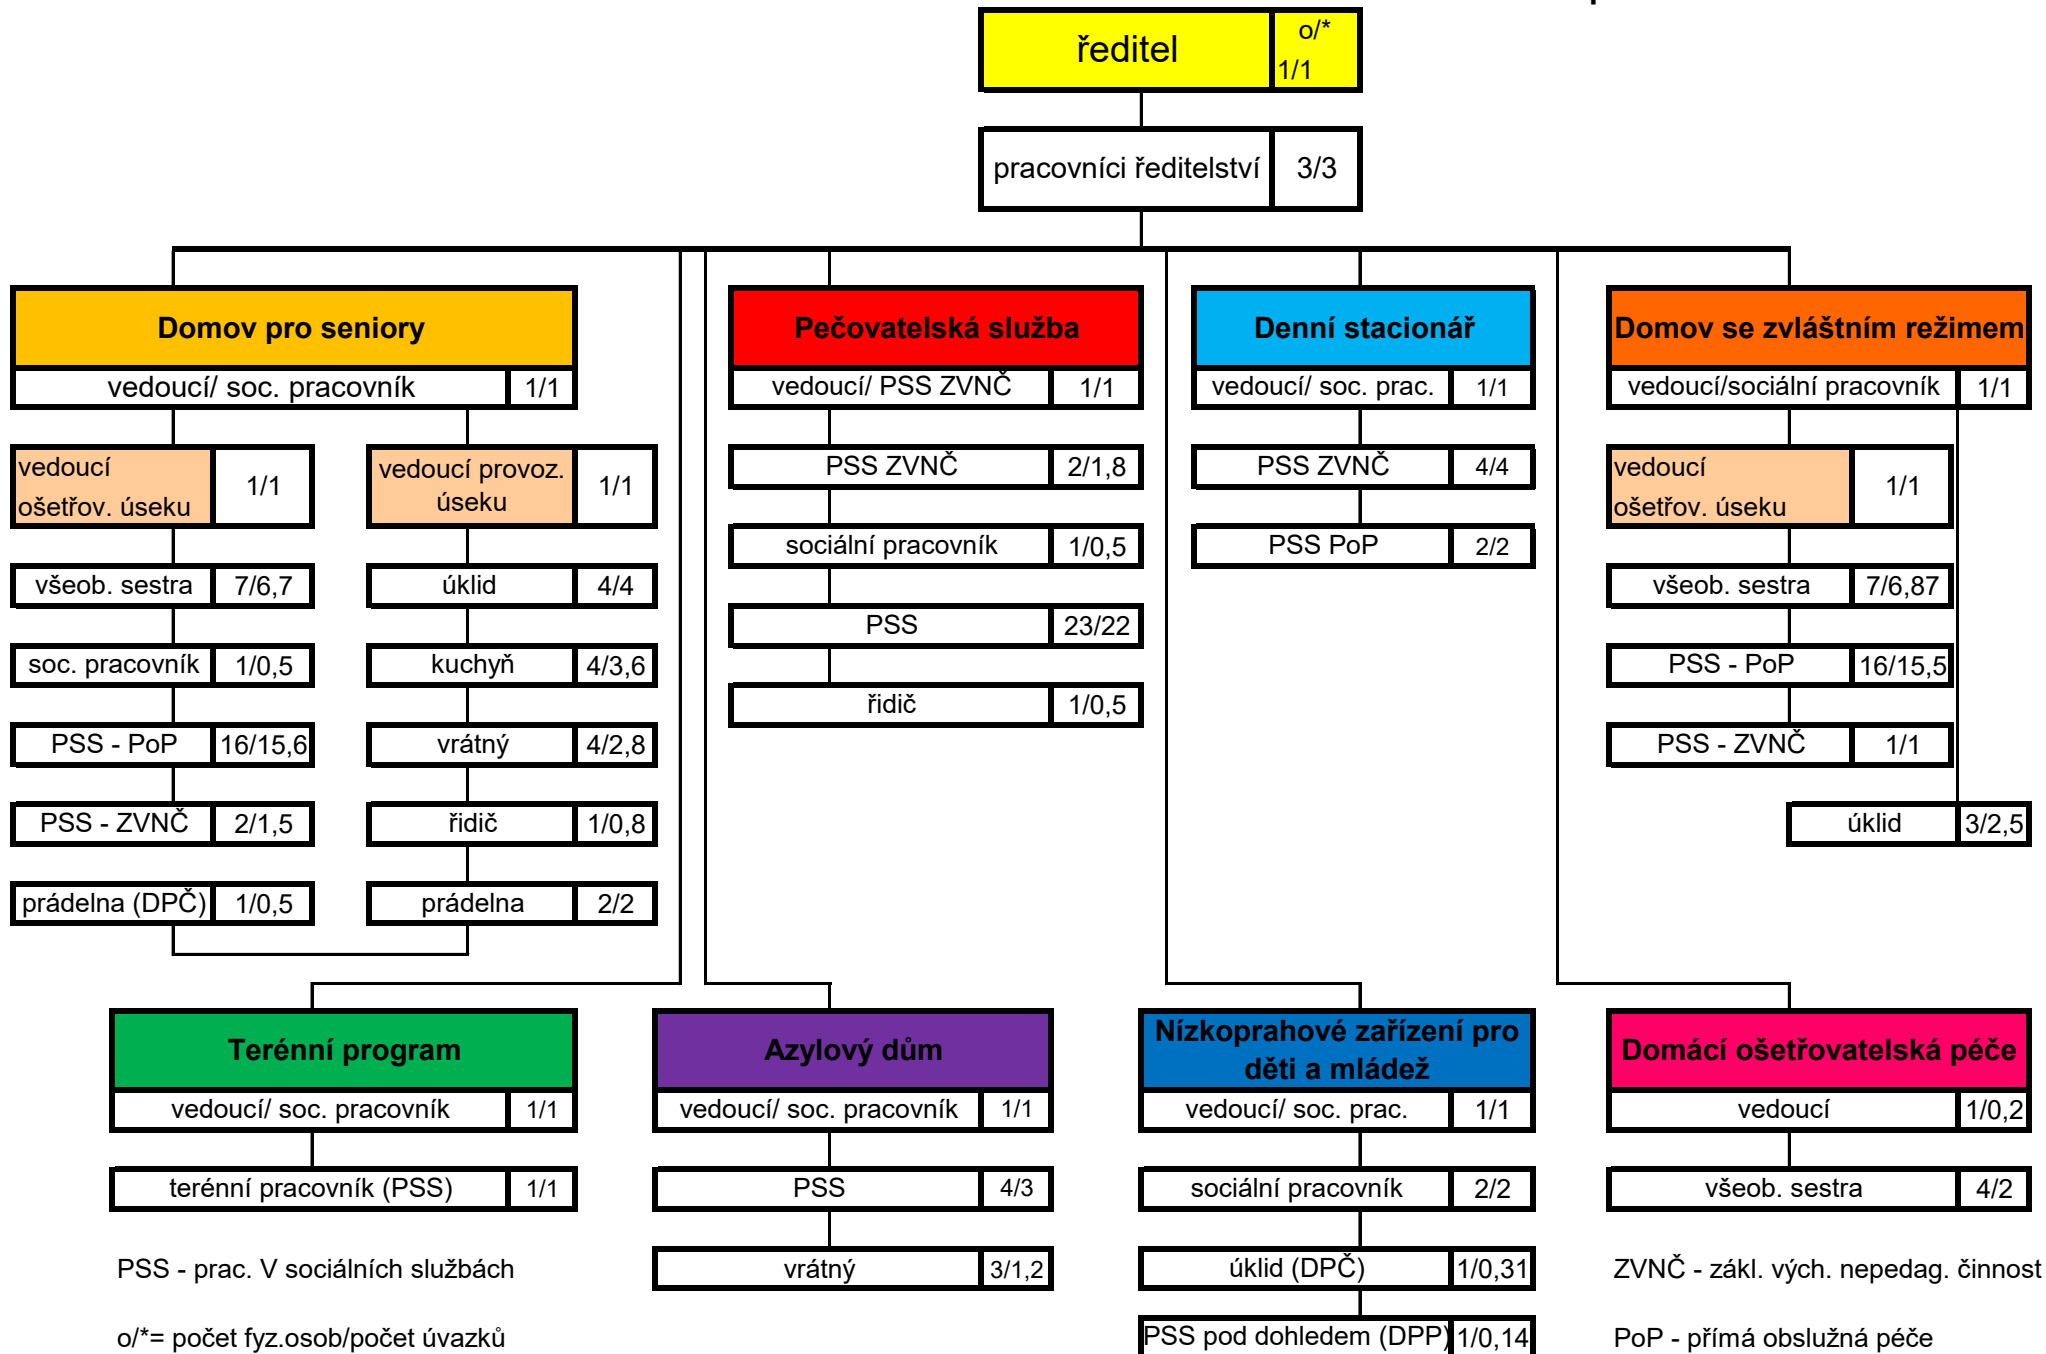 ředitel
o/*
1/1
pracovníci ředitelství 3/3
Domov pro seniory
vedoucí/ soc. pracovník 1/1
vedoucí
ošetřov. úseku
1/1
všeob. sestra 7/6,7
soc. pracovník 1/0,5
PSS - PoP 16/15,6
PSS - ZVNČ 2/1,5
prádelna (DPČ) 1/0,5
vedoucí provoz.
úseku
1/1
úklid 4/4
kuchyň 4/3,6
vrátný 4/2,8
řidič 1/0,8
prádelna 2/2
Pečovatelská služba
vedoucí/ PSS ZVNČ 1/1
PSS ZVNČ 2/1,8
sociální pracovník 1/0,5
PSS 23/22
řidič 1/0,5
Denní stacionář
vedoucí/ soc. prac. 1/1
PSS ZVNČ 4/4
PSS PoP 2/2
Domov se zvláštním režimem
vedoucí/sociální pracovník 1/1
vedoucí
ošetřov. úseku
1/1
všeob. sestra 7/6,87
PSS - PoP 16/15,5
PSS - ZVNČ 1/1
úklid 3/2,5
Terénní program
vedoucí/ soc. pracovník 1/1
terénní pracovník (PSS) 1/1
Azylový dům
vedoucí/ soc. pracovník 1/1
PSS 4/3
vrátný 3/1,2
Nízkoprahové zařízení pro
děti a mládež
vedoucí/ soc. prac. 1/1
sociální pracovník 2/2
úklid (DPČ) 1/0,31
PSS pod dohledem (DPP) 1/0,14
Domácí ošetřovatelská péče
vedoucí 1/0,2
všeob. sestra 4/2
PSS - prac. V sociálních službách
o/*= počet fyz.osob/počet úvazků
ZVNČ - zákl. vých. nepedag. činnost
PoP - přímá obslužná péče